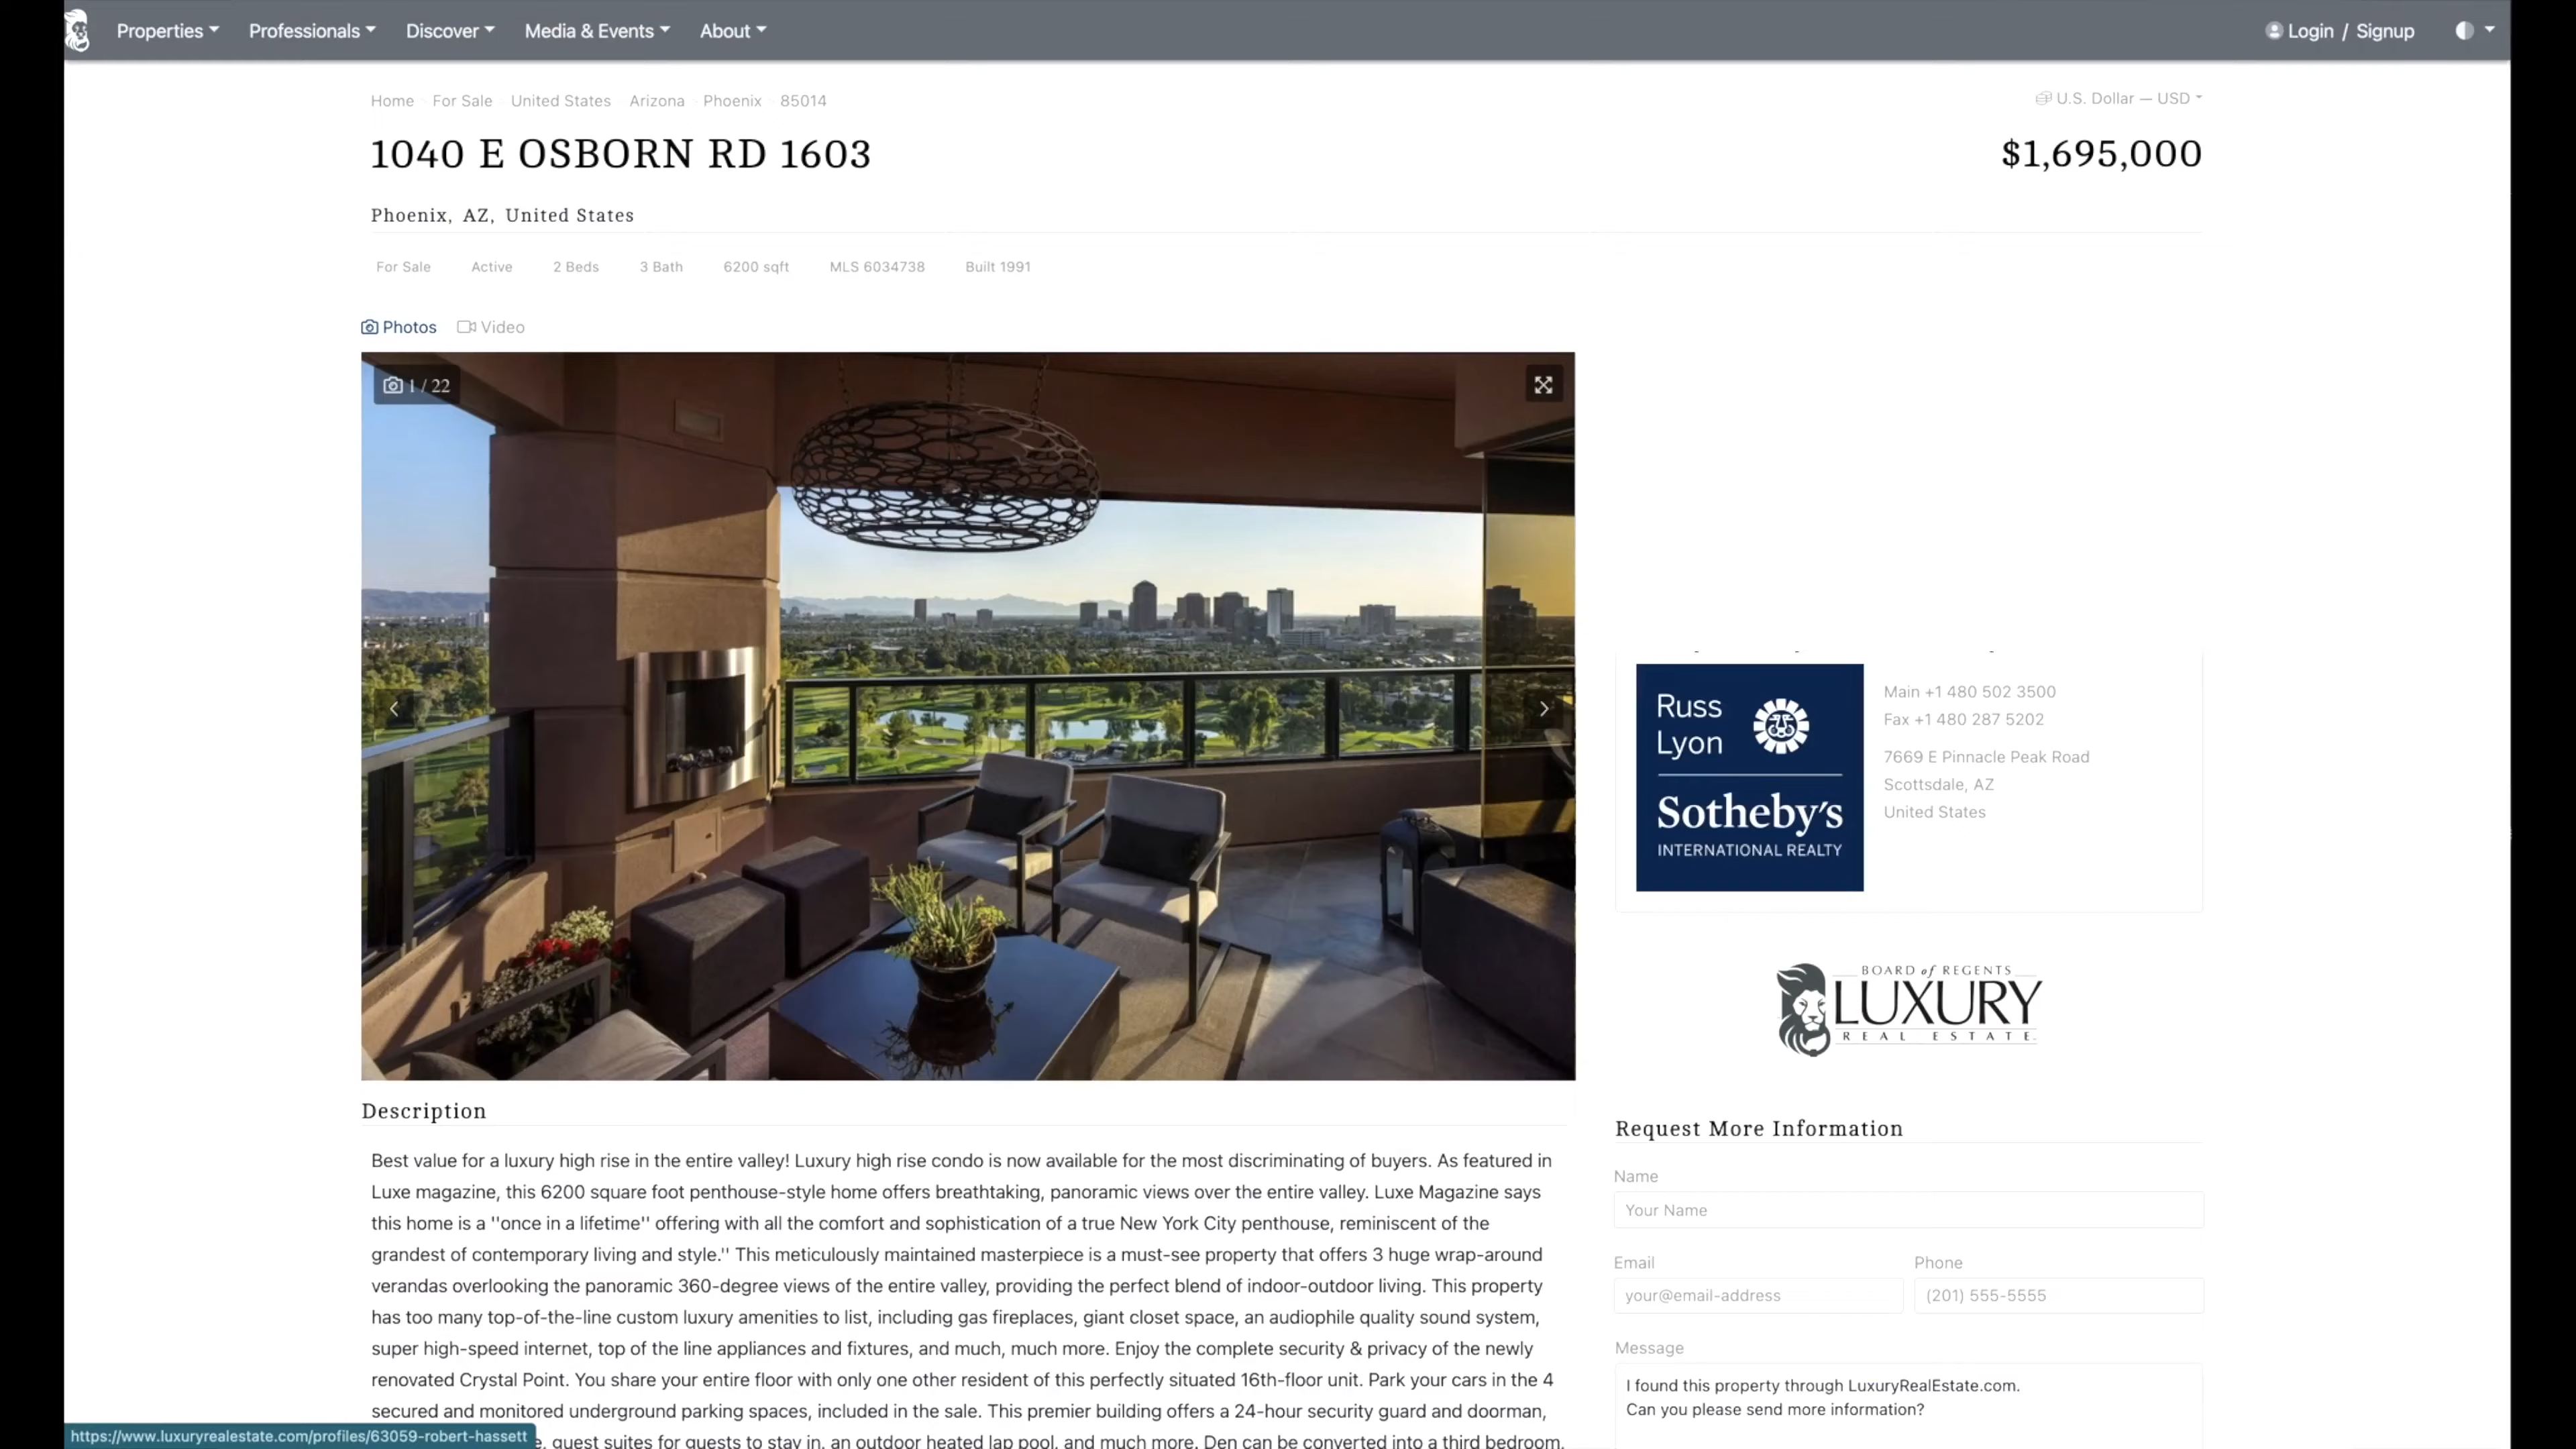 Properties Professionals Discover Media & Events About Login / Signup
Home For Sale United States Arizona Phoenix 85014
U.S. Dollar — USD
1040 E OSBORN RD 1603
$1,695,000
Phoenix, AZ, United States
For Sale Active 2 Beds 3 Bath 6200 sqft MLS 6034738 Built 1991
Photos Video
1 / 22
Russ
Lyon
Sotheby's
INTERNATIONAL REALTY
Main +1 480 502 3500
Fax +1 480 287 5202
7669 E Pinnacle Peak Road
Scottsdale, AZ
United States
BOARD of REGENTS
LUXURY
REAL ESTATE.
Description
Best value for a luxury high rise in the entire valley! Luxury high rise condo is now available for the most discriminating of buyers. As featured in
Luxe magazine, this 6200 square foot penthouse-style home offers breathtaking, panoramic views over the entire valley. Luxe Magazine says
this home is a ''once in a lifetime'' offering with all the comfort and sophistication of a true New York City penthouse, reminiscent of the
grandest of contemporary living and style.'' This meticulously maintained masterpiece is a must-see property that offers 3 huge wrap-around
verandas overlooking the panoramic 360-degree views of the entire valley, providing the perfect blend of indoor-outdoor living. This property
has too many top-of-the-line custom luxury amenities to list, including gas fireplaces, giant closet space, an audiophile quality sound system,
super high-speed internet, top of the line appliances and fixtures, and much, much more. Enjoy the complete security & privacy of the newly
renovated Crystal Point. You share your entire floor with only one other resident of this perfectly situated 16th-floor unit. Park your cars in the 4
secured and monitored underground parking spaces, included in the sale. This premier building offers a 24-hour security guard and doorman,
guest suites for guests to stay in, an outdoor heated lap pool, and much more. Den can be converted into a third bedroom.
https://www.luxuryrealestate.com/profiles/63059-robert-hassett
Request More Information
Name
Your Name
Email Phone
your@email-address (201) 555-5555
Message
I found this property through LuxuryRealEstate.com.
Can you please send more information?